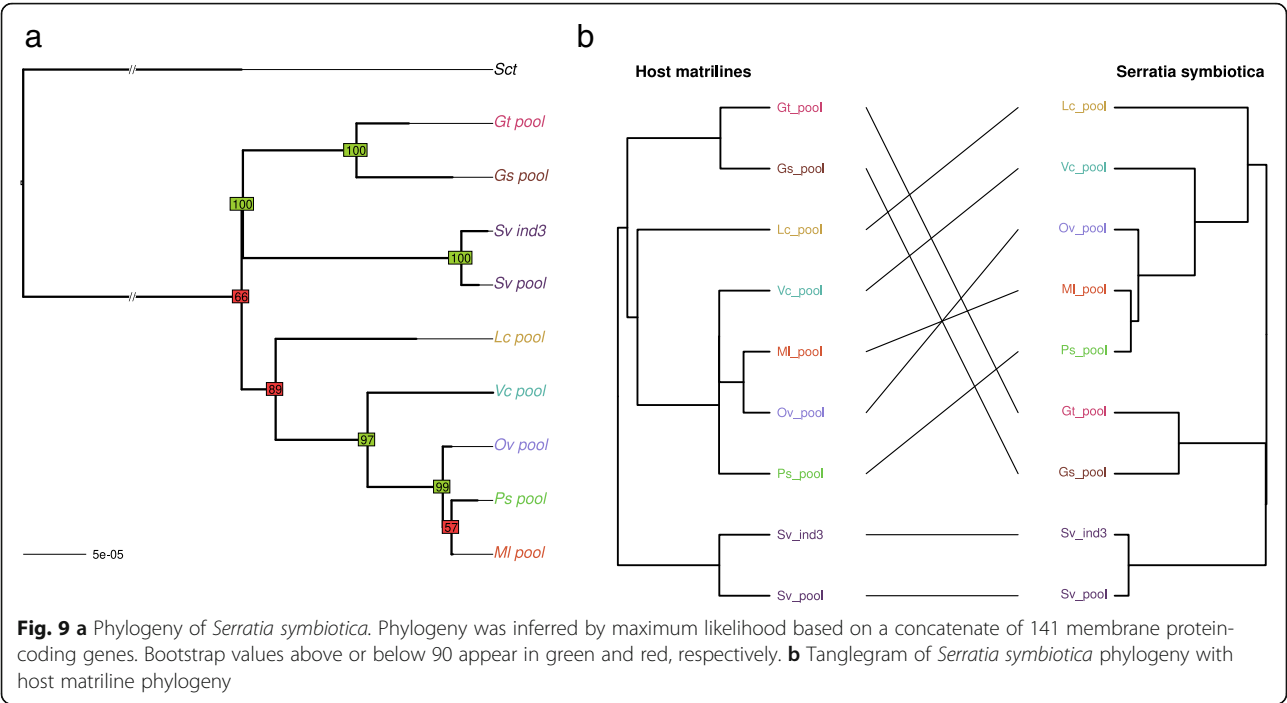 a
Sct
Gt pool
100
Gs pool
100
Sv ind3
100
Sv pool
66
Lc pool
89
Vc pool
97
Ov pool
99
Ps pool
57
Ml pool
5e-05
b
Host matrilines
Serratia symbiotica
Gt_pool
Gs_pool
Lc_pool
Vc_pool
Ml_pool
Ov_pool
Ps_pool
Sv_ind3
Sv_pool
Lc_pool
Vc_pool
Ov_pool
Ml_pool
Ps_pool
Gt_pool
Gs_pool
Sv_ind3
Sv_pool
Fig. 9 a Phylogeny of Serratia symbiotica. Phylogeny was inferred by maximum likelihood based on a concatenate of 141 membrane protein-
coding genes. Bootstrap values above or below 90 appear in green and red, respectively. b Tanglegram of Serratia symbiotica phylogeny with
host matriline phylogeny